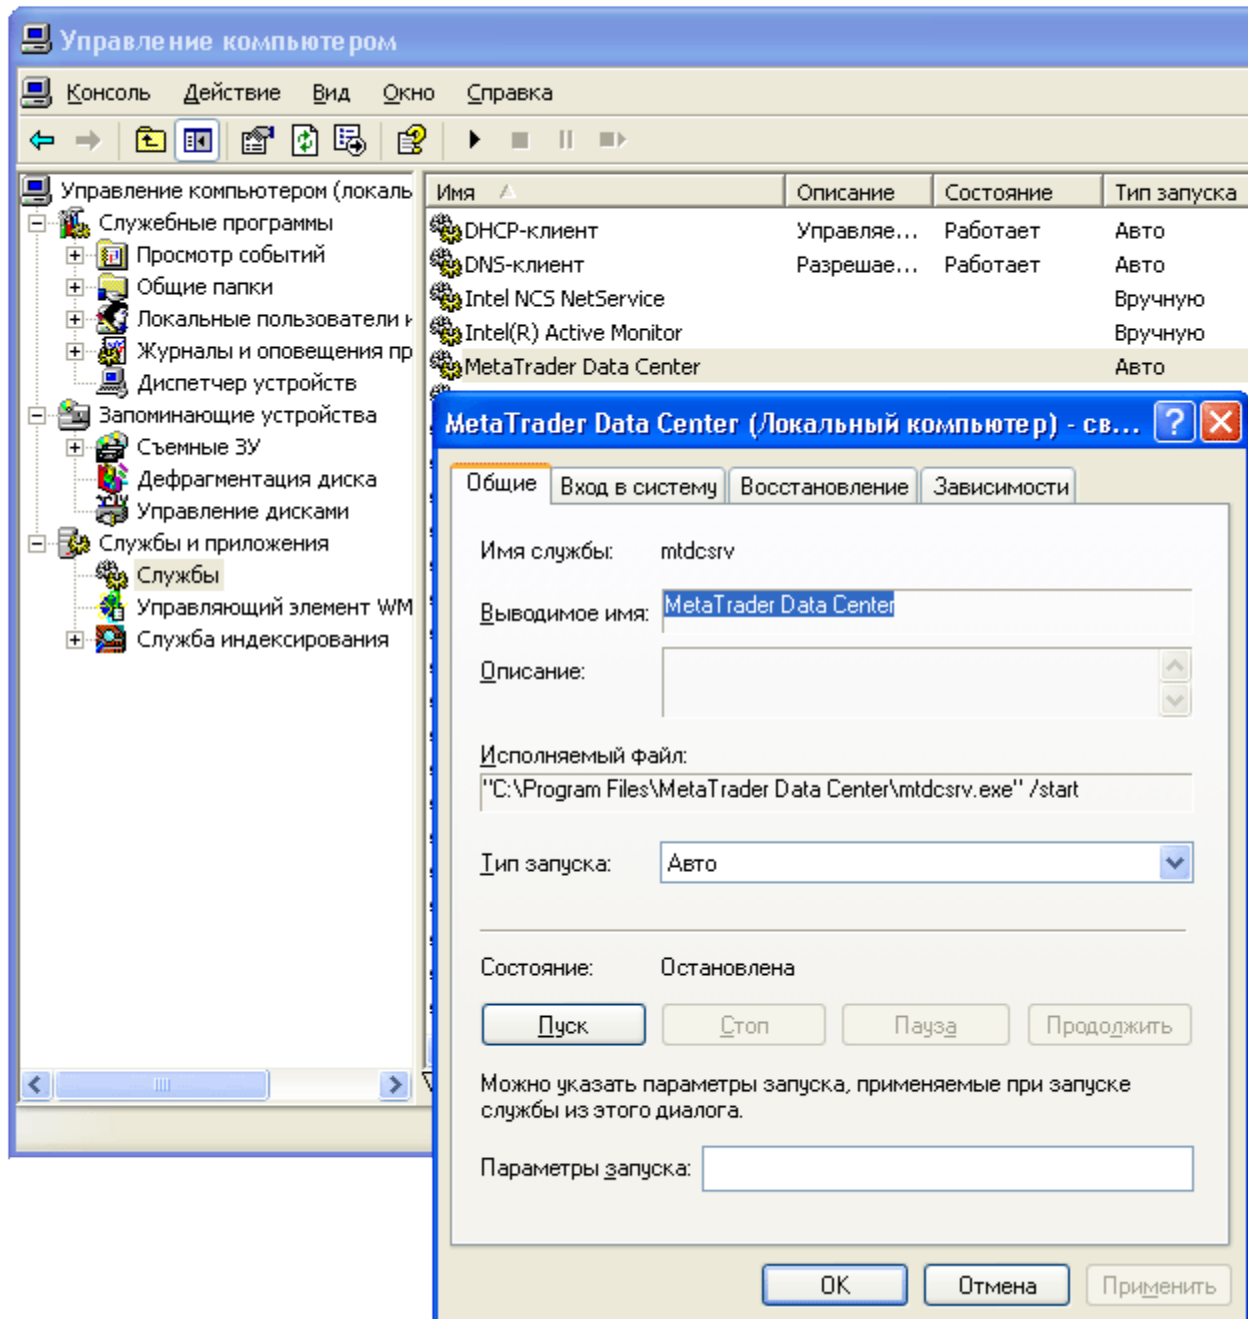 Управление компьютером
Консоль Действие Вид Окно Справка
Управление компьютером (локаль
Служебные программы
Просмотр событий
Общие папки
Локальные пользователи и
Журналы и оповещения пр
Диспетчер устройств
Запоминающие устройства
Съемные ЗУ
Дефрагментация диска
Управление дисками
Службы и приложения
Службы
Управляющий элемент WM
Служба индексирования
Имя Описание Состояние Тип запуска
DHCP-клиент Управляе... Работает Авто
DNS-клиент Разрешае... Работает Авто
Intel NCS NetService Вручную
Intel(R) Active Monitor Вручную
MetaTrader Data Center Авто
MetaTrader Data Center (Локальный компьютер) - св...
Общие Вход в систему Восстановление Зависимости
Имя службы: mtdcsrv
Выводимое имя: MetaTrader Data Center
Описание:
Исполняемый файл:
"C:\Program Files\MetaTrader Data Center\mtdcsrv.exe" /start
Тип запуска: Авто
Состояние: Остановлена
Пуск Стоп Пауза Продолжить
Можно указать параметры запуска, применяемые при запуске
службы из этого диалога.
Параметры запуска:
OK Отмена Применить